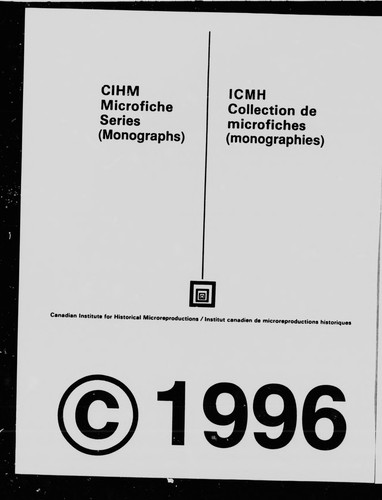 CIHM
Microfiche
Series
(Monographs)
ICMH
Collection de
microfiches
(monographies)
Canadian Institute for Historical Microreproductions / Institut canadien de microreproductions historiques
© 1996